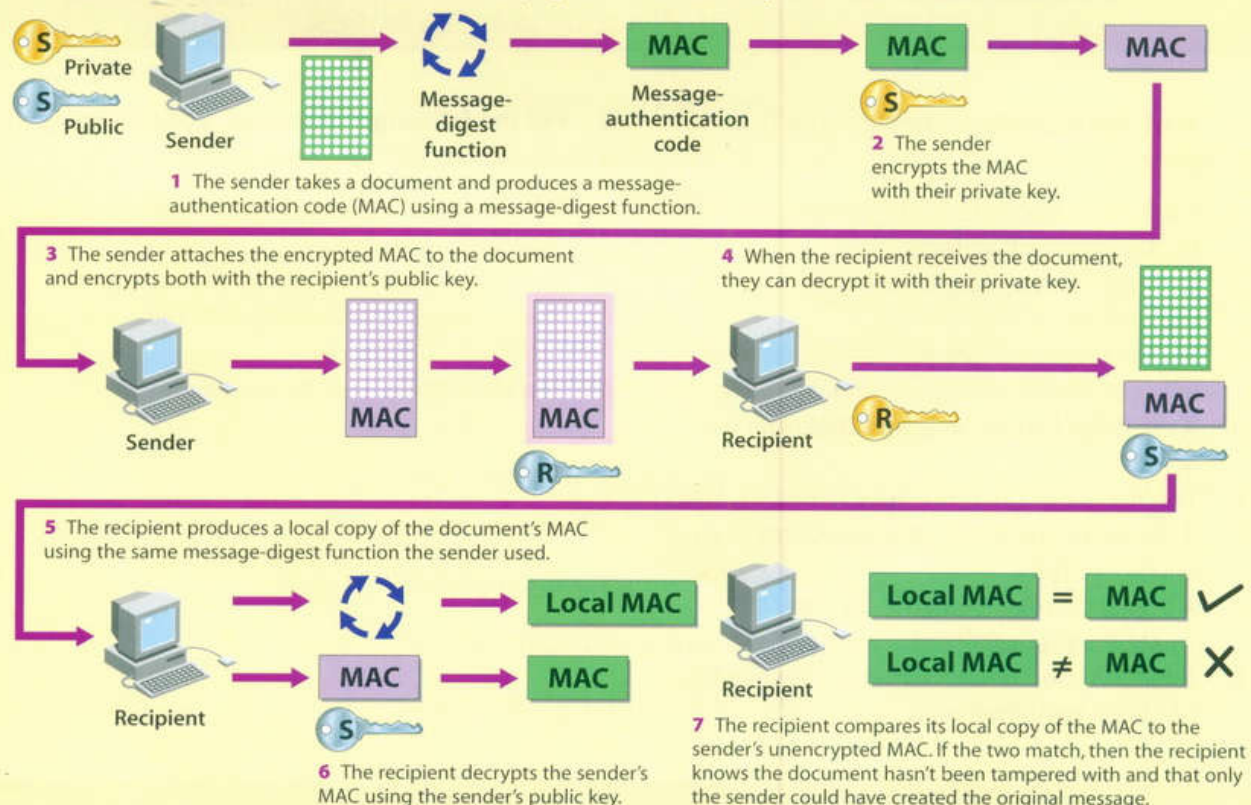 S
Private
S
Public
Sender
Message-
digest
function
MAC
Message-
authentication
code
MAC
S
MAC
1 The sender takes a document and produces a message-
authentication code (MAC) using a message-digest function.
2 The sender
encrypts the MAC
with their private key.
3 The sender attaches the encrypted MAC to the document
and encrypts both with the recipient's public key.
4 When the recipient receives the document,
they can decrypt it with their private key.
Sender
MAC
MAC
R
Recipient
R
MAC
S
5 The recipient produces a local copy of the document's MAC
using the same message-digest function the sender used.
Recipient
Local MAC
MAC
S
MAC
6 The recipient decrypts the sender's
MAC using the sender's public key.
Recipient
Local MAC = MAC ✓
Local MAC ≠ MAC X
7 The recipient compares its local copy of the MAC to the
sender's unencrypted MAC. If the two match, then the recipient
knows the document hasn't been tampered with and that only
the sender could have created the original message.